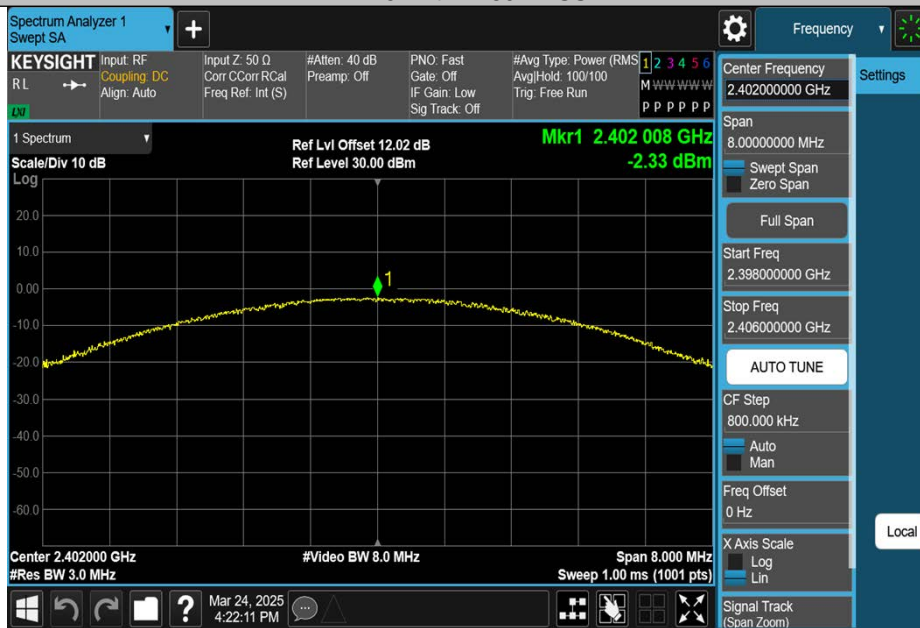 Spectrum Analyzer 1
Swept SA
+
Frequency
KEYSIGHT
R L
LXI
Input: RF
Coupling: DC
Align: Auto
Input Z: 50 Ω
Corr CCorr RCal
Freq Ref: Int (S)
#Atten: 40 dB
Preamp: Off
PNO: Fast
Gate: Off
IF Gain: Low
Sig Track: Off
#Avg Type: Power (RMS
Avg|Hold: 100/100
Trig: Free Run
1 2 3 4 5 6
M W W W W W
P P P P P P
1 Spectrum
Scale/Div 10 dB
Ref Lvl Offset 12.02 dB
Ref Level 30.00 dBm
Mkr1 2.402 008 GHz
-2.33 dBm
Log
20.0
10.0
0.00
-10.0
-20.0
-30.0
-40.0
-50.0
-60.0
1
Center 2.402000 GHz
#Res BW 3.0 MHz
#Video BW 8.0 MHz
Span 8.000 MHz
Sweep 1.00 ms (1001 pts)
Center Frequency
2.402000000 GHz
Span
8.00000000 MHz
Swept Span
Zero Span
Full Span
Start Freq
2.398000000 GHz
Stop Freq
2.406000000 GHz
AUTO TUNE
CF Step
800.000 kHz
Auto
Man
Freq Offset
0 Hz
X Axis Scale
Log
Lin
Signal Track
(Span Zoom)
Settings
Local
?
Mar 24, 2025
4:22:11 PM